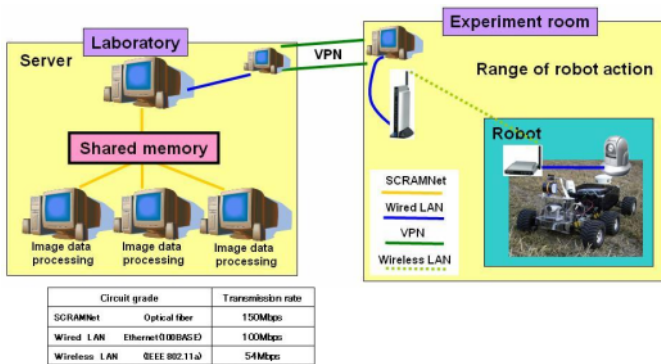 Laboratory
Server
VPN
Shared memory
Image data
processing
Image data
processing
Image data
processing
Experiment room
Range of robot action
Robot
SCRAMNet
Wired LAN
VPN
Wireless LAN
Circuit grade Transmission rate
SCRAMNet Optical fiber 150Mbps
Wired LAN Ethernet(100BASE) 100Mbps
Wireless LAN (IEEE 802.11a) 54Mbps